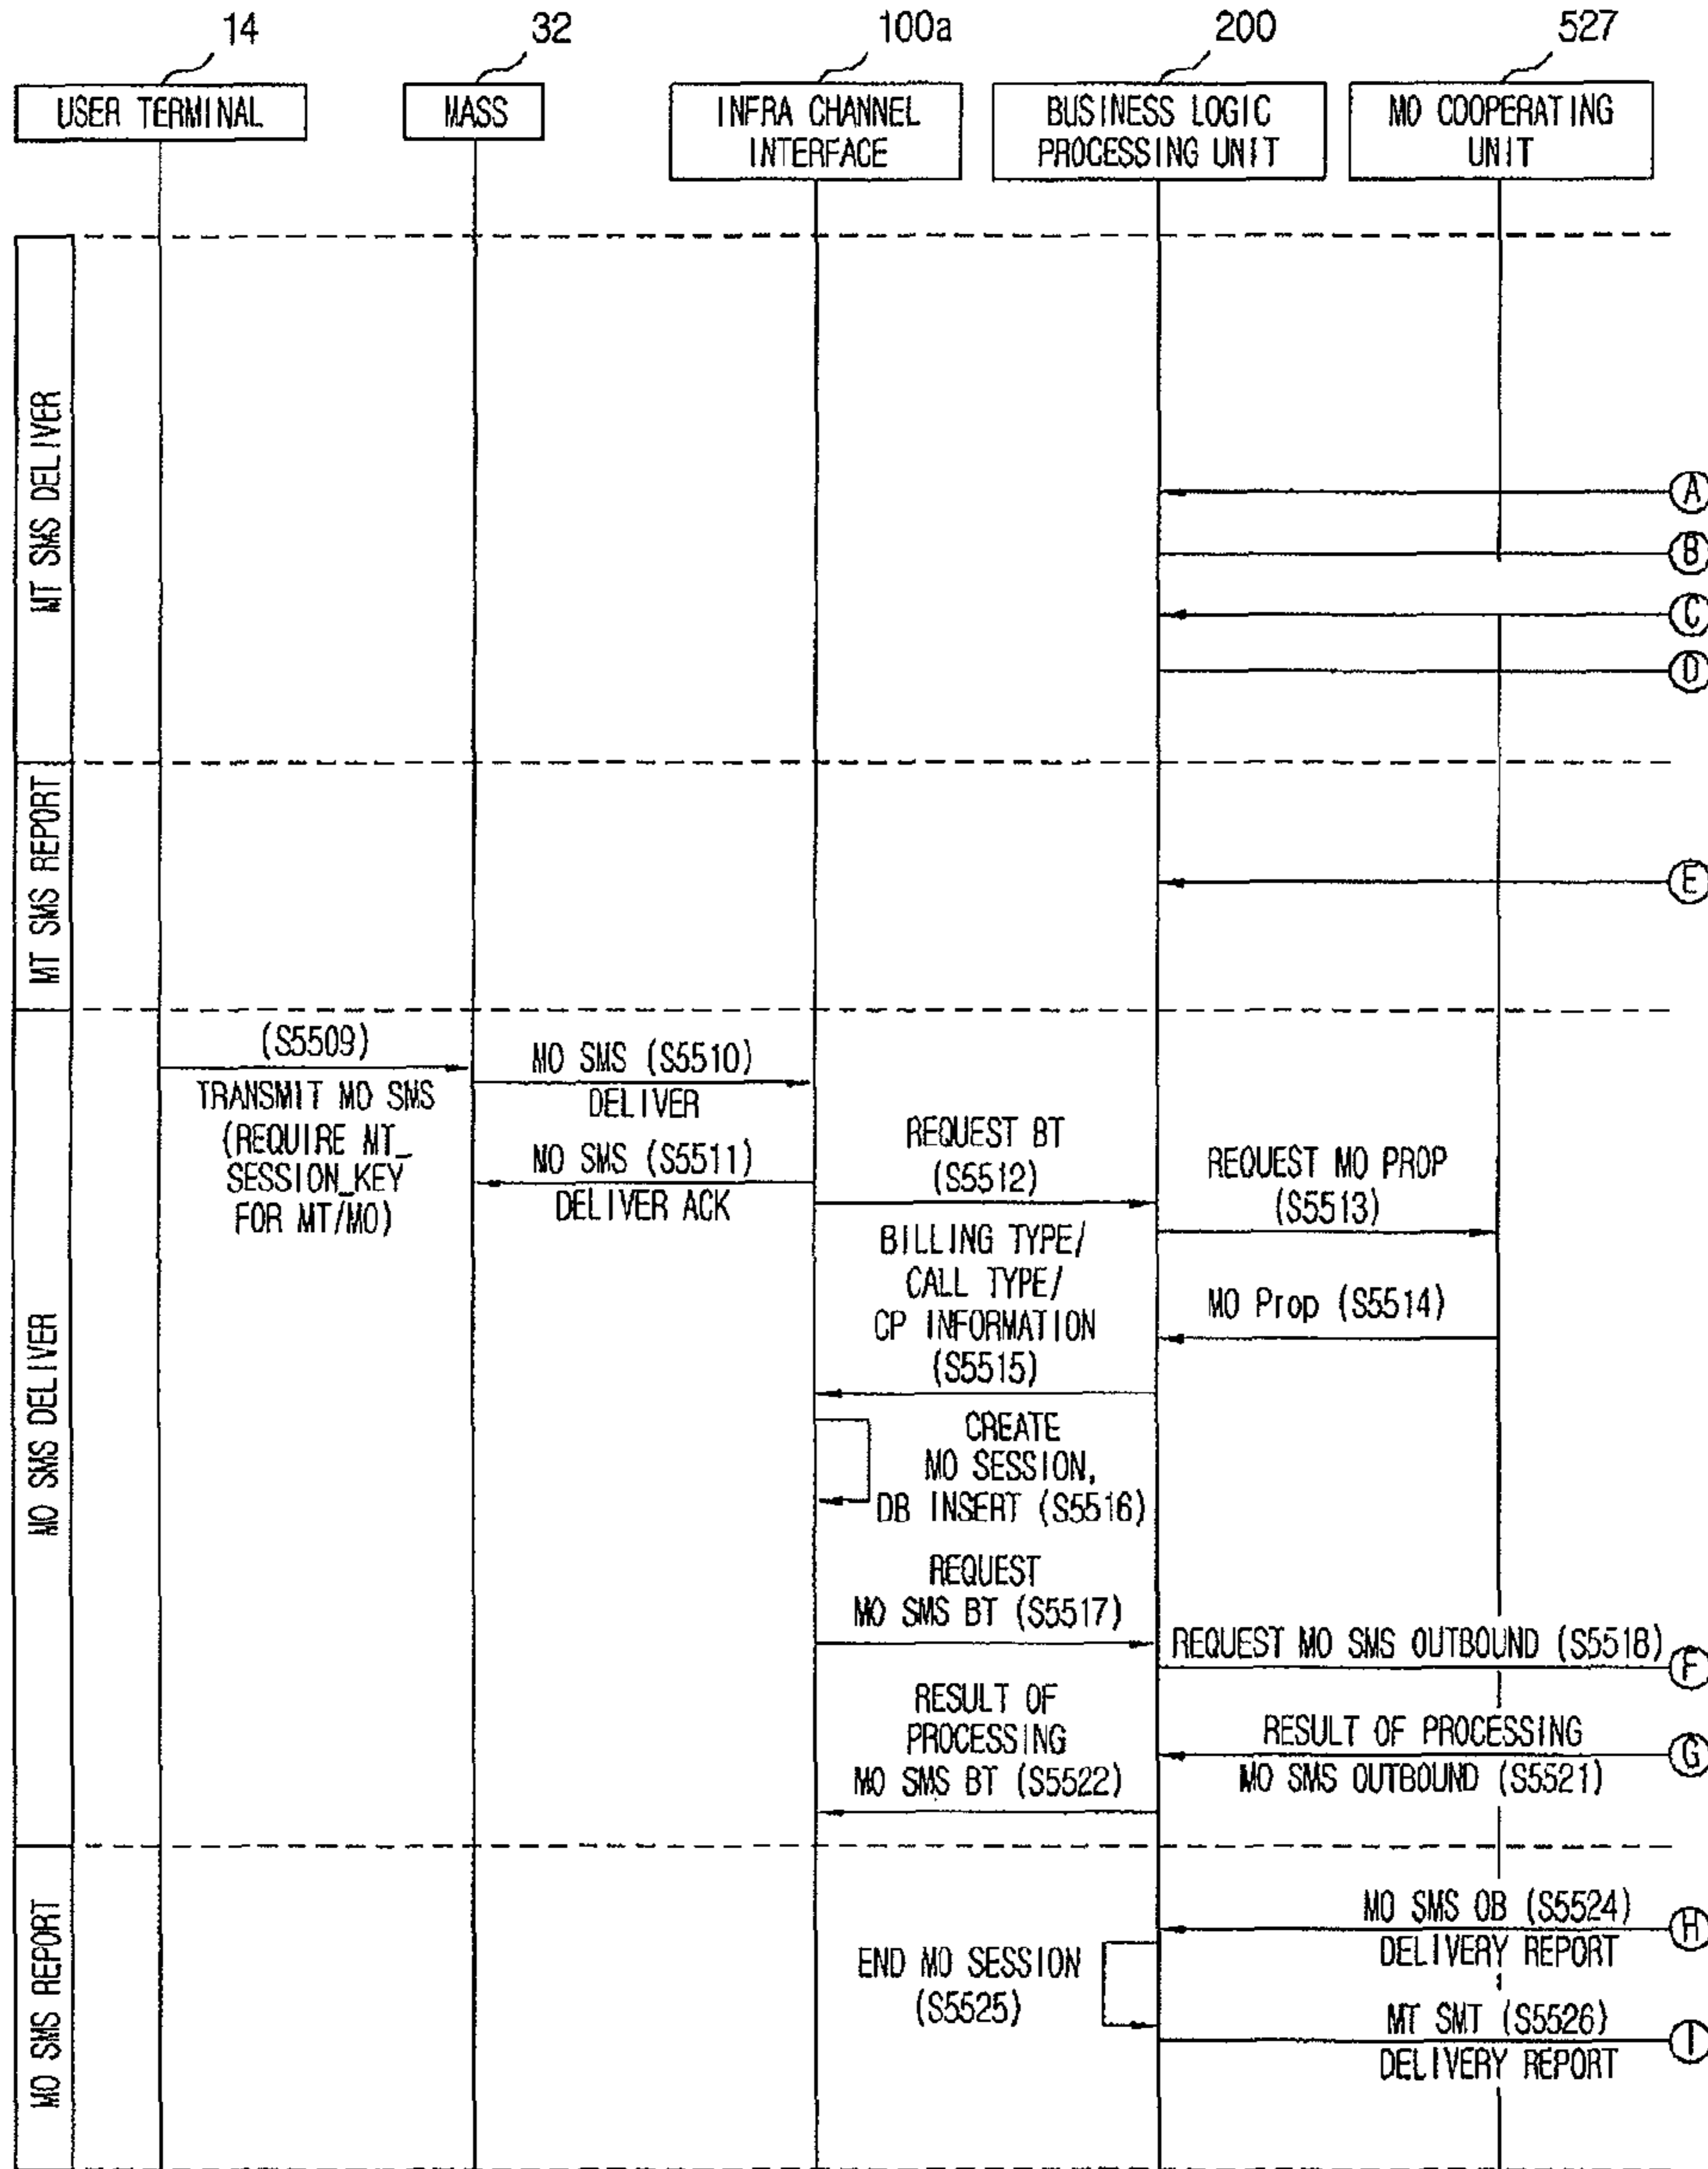 14
32
100a
200
527
USER TERMINAL
MASS
INFRA CHANNEL
INTERFACE
BUSINESS LOGIC
PROCESSING UNIT
MO COOPERATING
UNIT
MT SMS DELIVER
A
B
C
D
MT SMS REPORT
E
MO SMS DELIVER
(S5509)
TRANSMIT MO SMS
(REQUIRE MT_
SESSION_KEY
FOR MT/MO)
MO SMS (S5510)
DELIVER
MO SMS (S5511)
DELIVER ACK
REQUEST BT
(S5512)
REQUEST MO PROP
(S5513)
MO Prop (S5514)
BILLING TYPE/
CALL TYPE/
CP INFORMATION
(S5515)
CREATE
MO SESSION,
DB INSERT (S5516)
REQUEST
MO SMS BT (S5517)
REQUEST MO SMS OUTBOUND (S5518)
F
RESULT OF PROCESSING
MO SMS OUTBOUND (S5521)
G
RESULT OF
PROCESSING
MO SMS BT (S5522)
MO SMS REPORT
MO SMS OB (S5524)
DELIVERY REPORT
H
END MO SESSION
(S5525)
MT SMT (S5526)
DELIVERY REPORT
I